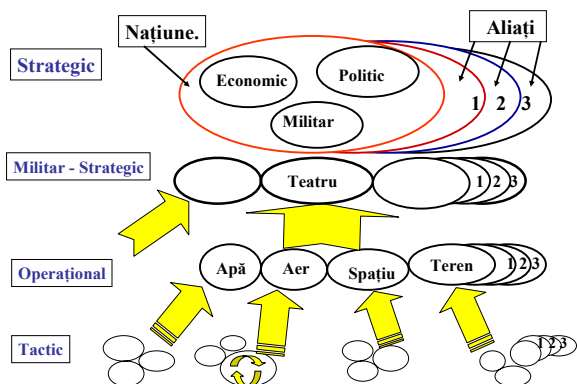 Națiune.
Aliați
Strategic
Economic
Politic
Militar
1 2 3
Militar - Strategic
Teatru
1 2 3
Operațional
Apă
Aer
Spațiu
Teren
1 2 3
Tactic
1 2 3